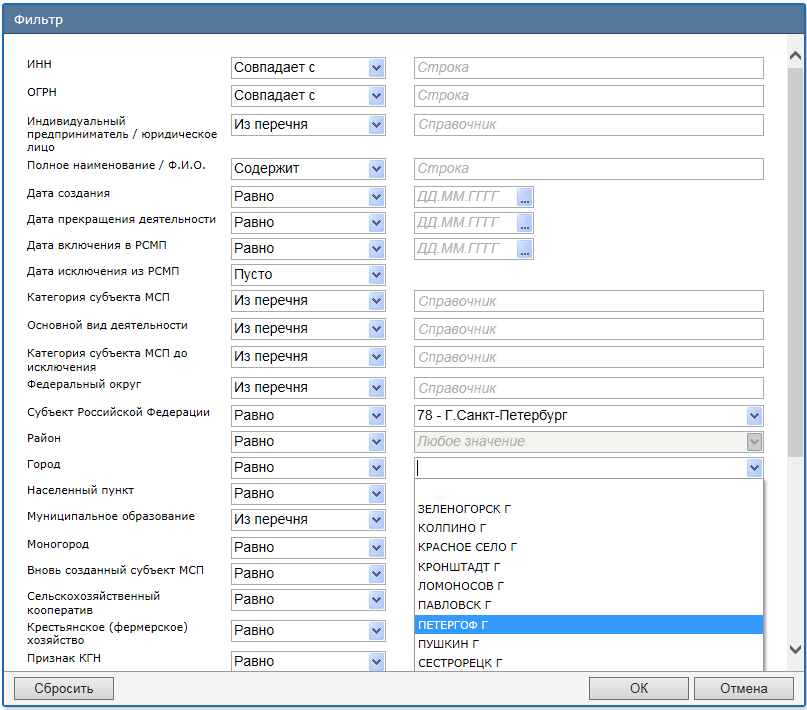 Фильтр
ИНН Совпадает с Строка
ОГРН Совпадает с Строка
Индивидуальный
предприниматель / юридическое
лицо
Из перечня Справочник
Полное наименование / Ф.И.О. Содержит Строка
Дата создания Равно ДД.ММ.ГГГГ ...
Дата прекращения деятельности Равно ДД.ММ.ГГГГ ...
Дата включения в РСМП Равно ДД.ММ.ГГГГ ...
Дата исключения из РСМП Пусто
Категория субъекта МСП Из перечня Справочник
Основной вид деятельности Из перечня Справочник
Категория субъекта МСП до
исключения
Из перечня Справочник
Федеральный округ Из перечня Справочник
Субъект Российской Федерации Равно 78 - Г.Санкт-Петербург
Район Равно Любое значение
Город Равно
Населенный пункт Равно
Муниципальное образование Из перечня
Моногород Равно
Вновь созданный субъект МСП Равно
Сельскохозяйственный
кооператив
Равно
Крестьянское (фермерское)
хозяйство
Равно
Признак КГН Равно
ЗЕЛЕНОГОРСК Г
КОЛПИНО Г
КРАСНОЕ СЕЛО Г
КРОНШТАДТ Г
ЛОМОНОСОВ Г
ПАВЛОВСК Г
ПЕТЕРГОФ Г
ПУШКИН Г
СЕСТРОРЕЦК Г
Сбросить ОК Отмена